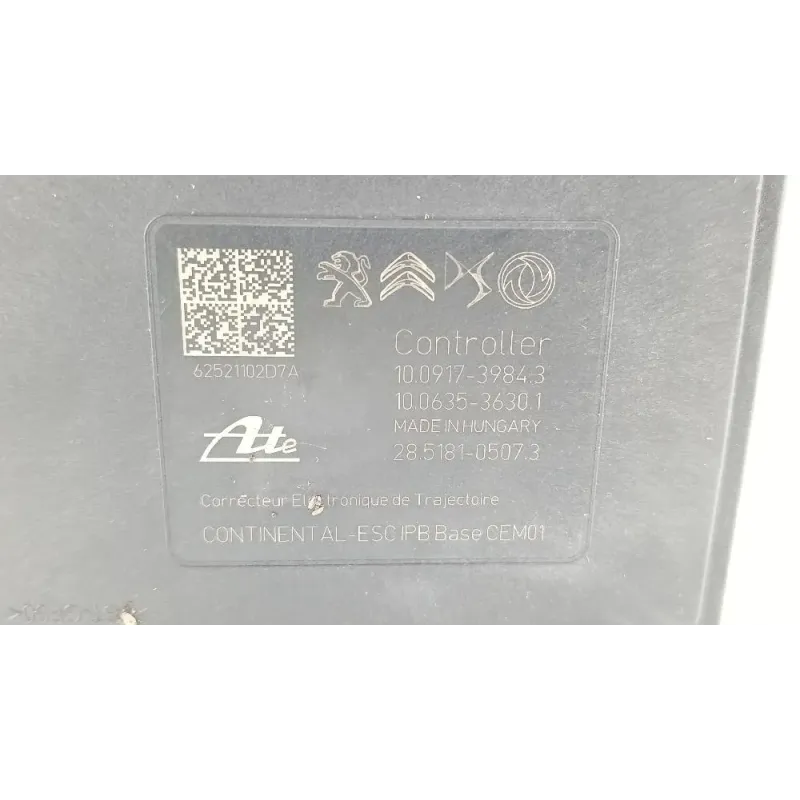 62521102D7A
Controller
10.0917-3984.3
10.0635-3630.1
MADE IN HUNGARY
28.5181-0507.3
Ate
Correcteur Electronique de Trajectoire
CONTINENTAL-ESC IPB Base CEM01